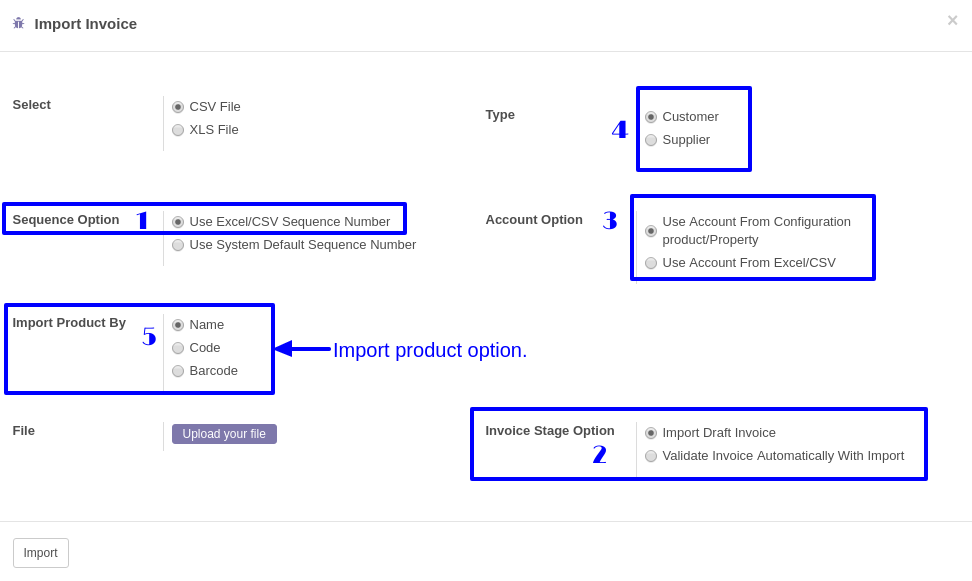 Import Invoice
×
Select
CSV File
XLS File
Type
4
Customer
Supplier
Sequence Option
1
Use Excel/CSV Sequence Number
Use System Default Sequence Number
Account Option
3
Use Account From Configuration
product/Property
Use Account From Excel/CSV
Import Product By
5
Name
Code
Barcode
Import product option.
File
Upload your file
Invoice Stage Option
2
Import Draft Invoice
Validate Invoice Automatically With Import
Import